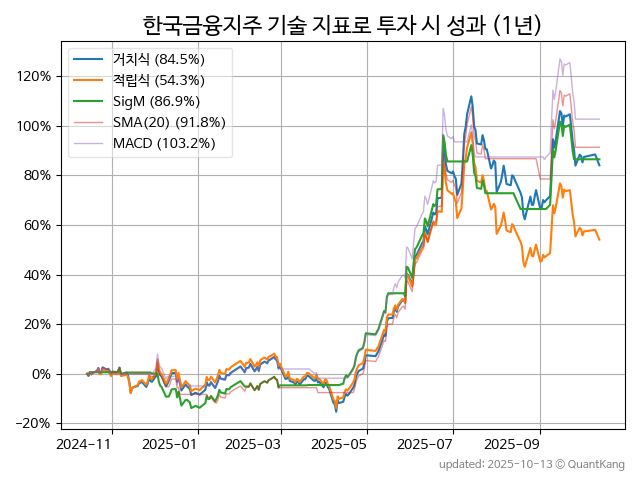 한국금융지주 기술 지표로 투자 시 성과 (1년)
거치식 (84.5%)
적립식 (54.3%)
SigM (86.9%)
SMA(20) (91.8%)
MACD (103.2%)
120%
100%
80%
60%
40%
20%
0%
−20%
2024-11 2025-01 2025-03 2025-05 2025-07 2025-09
updated: 2025-10-13 ⓒ QuantKang